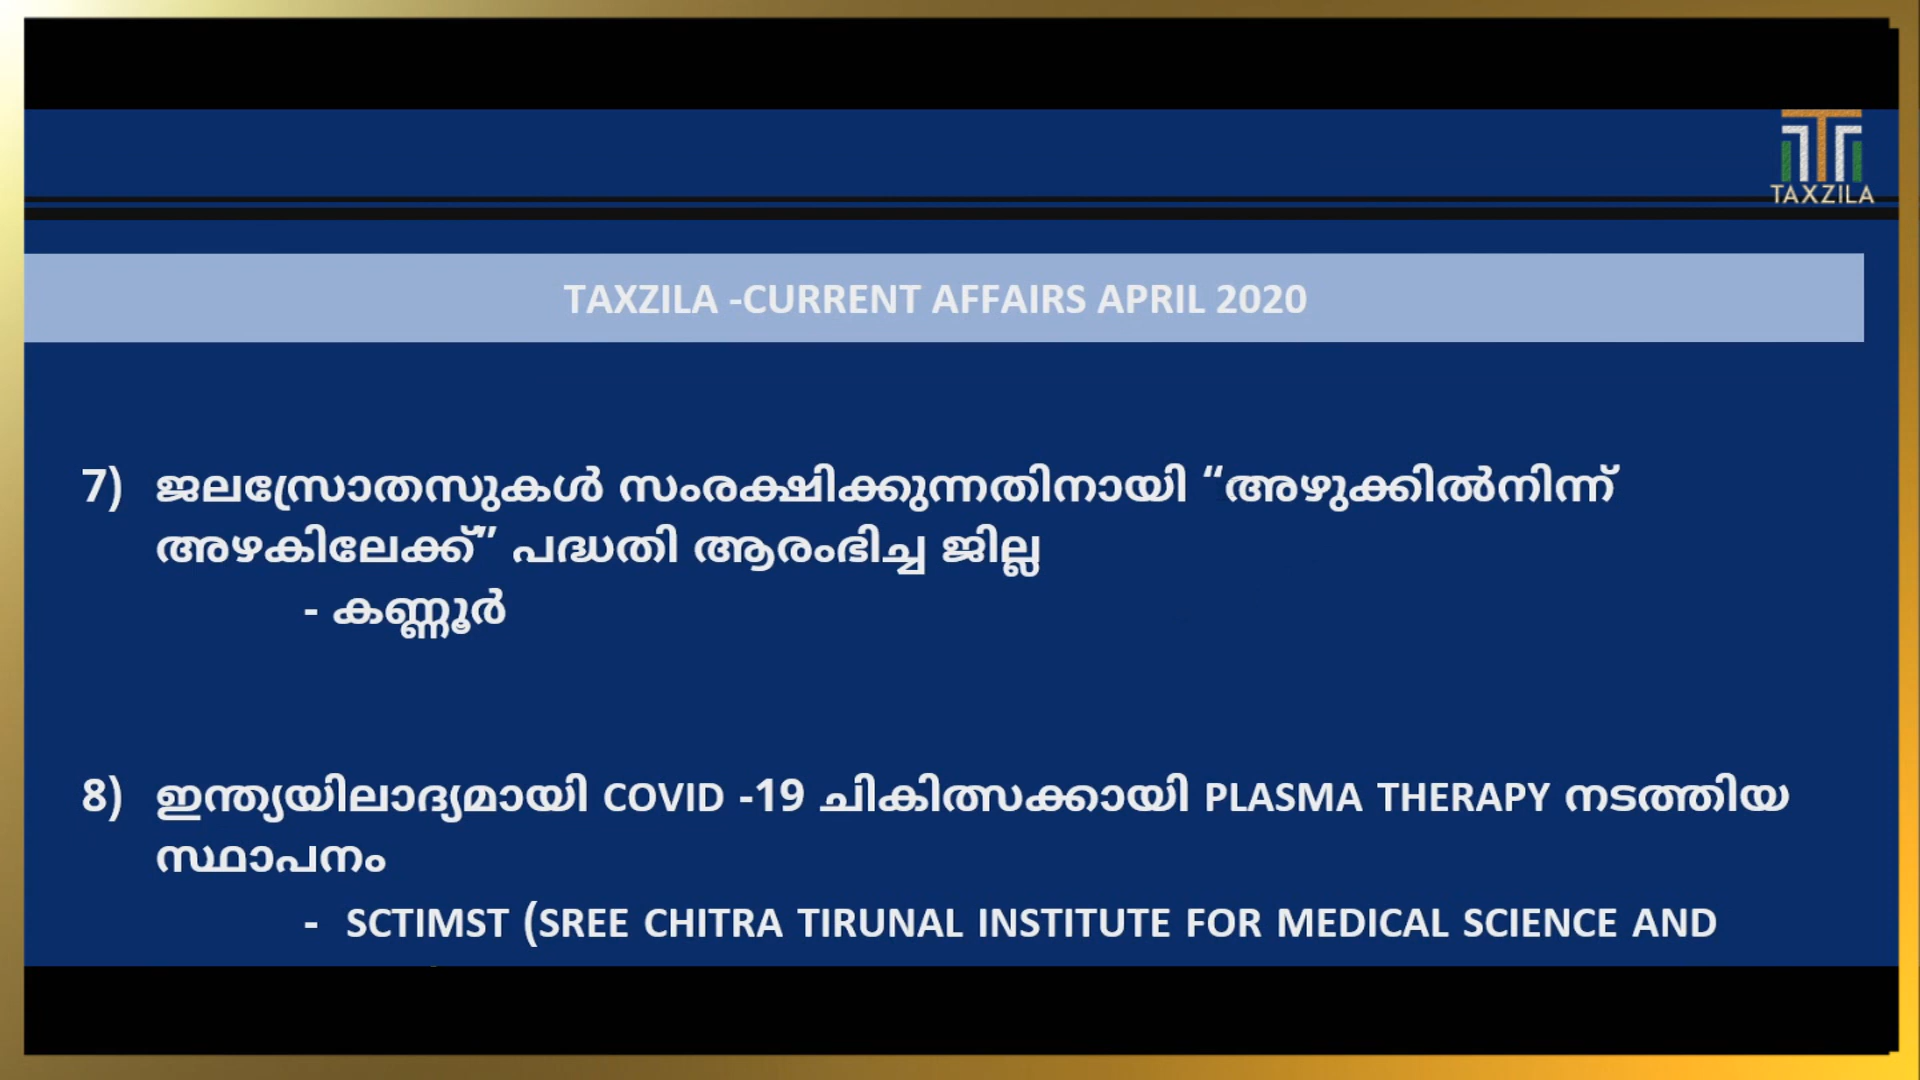 TAXZILA
TAXZILA -CURRENT AFFAIRS APRIL 2020
7) ജലസ്രോതസുകൾ സംരക്ഷിക്കുന്നതിനായി “അഴുക്കിൽനിന്ന്
അഴകിലേക്ക്” പദ്ധതി ആരംഭിച്ച ജില്ല
- കണ്ണൂർ
8) ഇന്ത്യയിലാദ്യമായി COVID -19 ചികിത്സക്കായി PLASMA THERAPY നടത്തിയ
സ്ഥാപനം
- SCTIMST (SREE CHITRA TIRUNAL INSTITUTE FOR MEDICAL SCIENCE AND